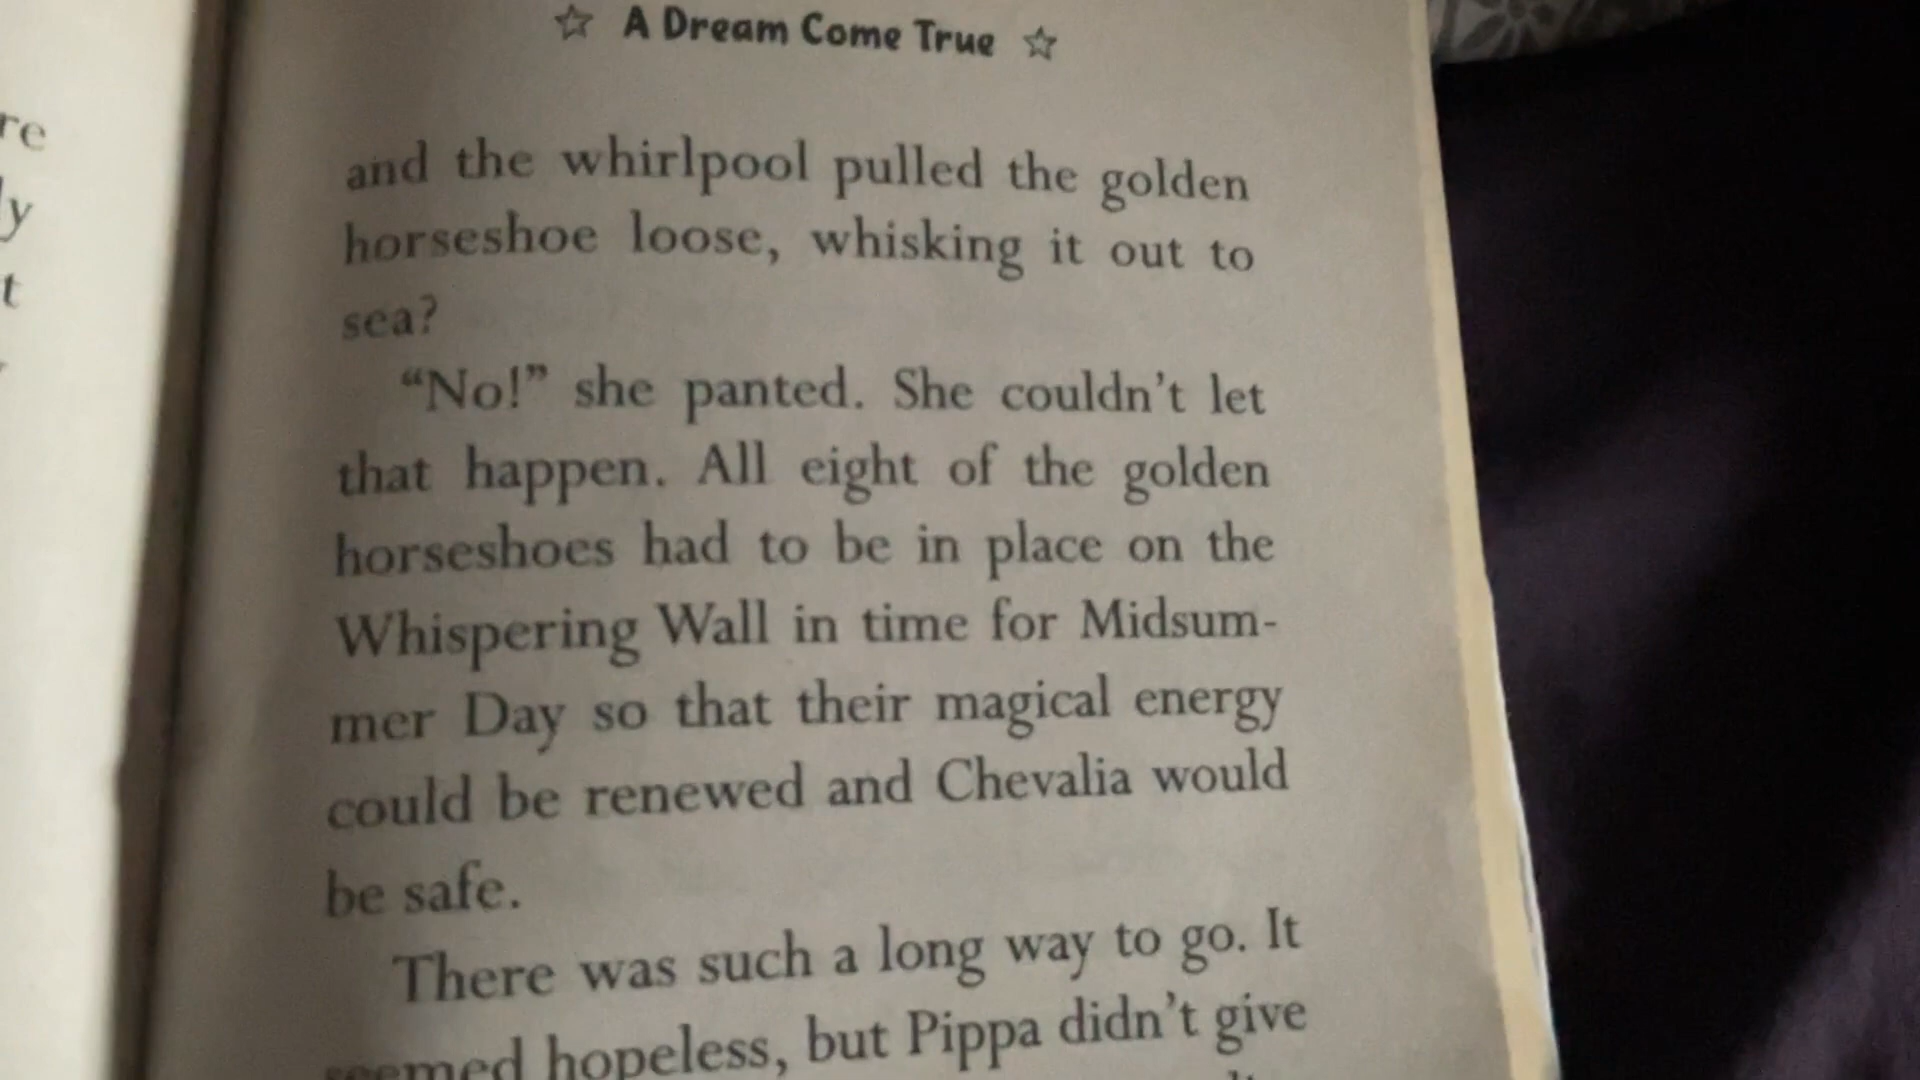 ☆ A Dream Come True ☆
and the whirlpool pulled the golden
horseshoe loose, whisking it out to
sea?
“No!” she panted. She couldn’t let
that happen. All eight of the golden
horseshoes had to be in place on the
Whispering Wall in time for Midsum-
mer Day so that their magical energy
could be renewed and Chevalia would
be safe.
There was such a long way to go. It
seemed hopeless, but Pippa didn’t give